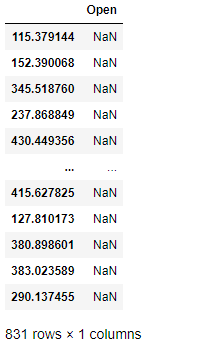 Open
115.379144 NaN
152.390068 NaN
345.518760 NaN
237.868849 NaN
430.449356 NaN
... ...
415.627825 NaN
127.810173 NaN
380.898601 NaN
383.023589 NaN
290.137455 NaN
831 rows × 1 columns